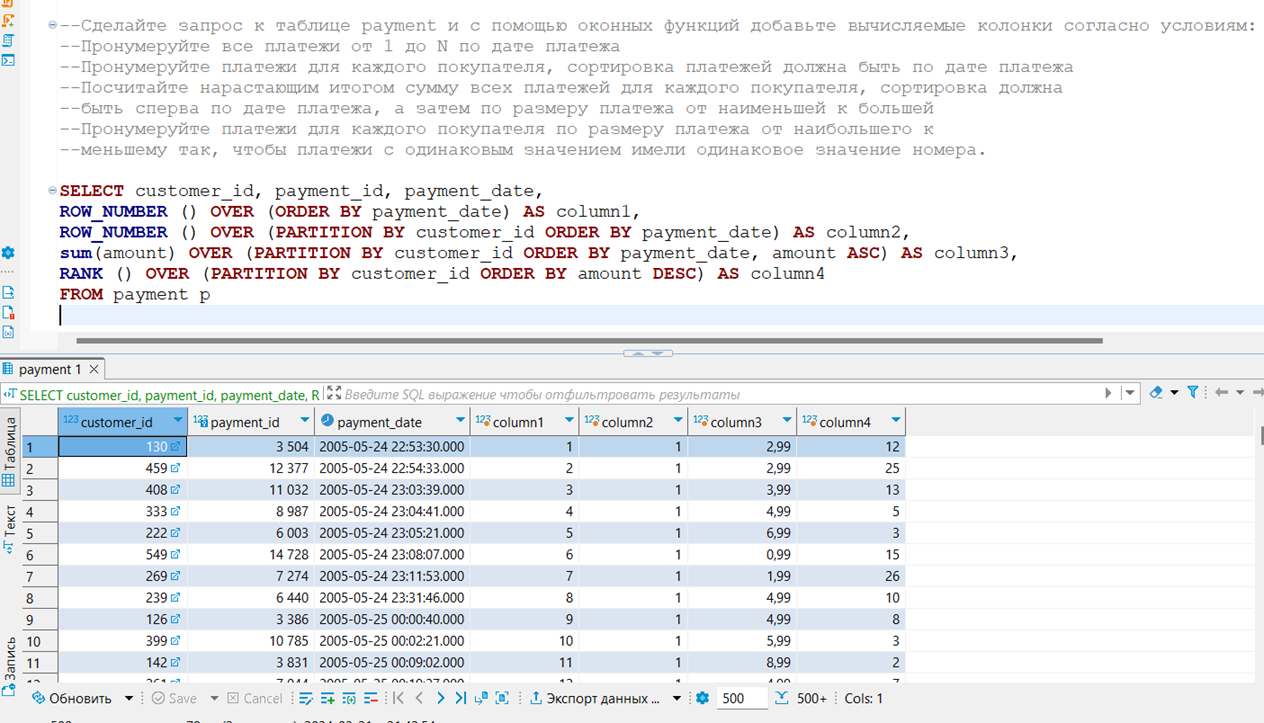 --Сделайте запрос к таблице payment и с помощью оконных функций добавьте вычисляемые колонки согласно условиям:
--Пронумеруйте все платежи от 1 до N по дате платежа
--Пронумеруйте платежи для каждого покупателя, сортировка платежей должна быть по дате платежа
--Посчитайте нарастающим итогом сумму всех платежей для каждого покупателя, сортировка должна
--быть сперва по дате платежа, а затем по размеру платежа от наименьшей к большей
--Пронумеруйте платежи для каждого покупателя по размеру платежа от наибольшего к
--меньшему так, чтобы платежи с одинаковым значением имели одинаковое значение номера.
SELECT customer_id, payment_id, payment_date,
ROW_NUMBER () OVER (ORDER BY payment_date) AS column1,
ROW_NUMBER () OVER (PARTITION BY customer_id ORDER BY payment_date) AS column2,
sum(amount) OVER (PARTITION BY customer_id ORDER BY payment_date, amount ASC) AS column3,
RANK () OVER (PARTITION BY customer_id ORDER BY amount DESC) AS column4
FROM payment p
payment 1
SELECT customer_id, payment_id, payment_date, R Введите SQL выражение чтобы отфильтровать результаты
Таблица
Текст
Запись
123 customer_id 123 payment_id payment_date 123 column1 123 column2 123 column3 123 column4
1 130 3 504 2005-05-24 22:53:30.000 1 1 2,99 12
2 459 12 377 2005-05-24 22:54:33.000 2 1 2,99 25
3 408 11 032 2005-05-24 23:03:39.000 3 1 3,99 13
4 333 8 987 2005-05-24 23:04:41.000 4 1 4,99 5
5 222 6 003 2005-05-24 23:05:21.000 5 1 6,99 3
6 549 14 728 2005-05-24 23:08:07.000 6 1 0,99 15
7 269 7 274 2005-05-24 23:11:53.000 7 1 1,99 26
8 239 6 440 2005-05-24 23:31:46.000 8 1 4,99 10
9 126 3 386 2005-05-25 00:00:40.000 9 1 4,99 8
10 399 10 785 2005-05-25 00:02:21.000 10 1 5,99 3
11 142 3 831 2005-05-25 00:09:02.000 11 1 8,99 2
Обновить Save Cancel Экспорт данных ... 500 500+ Cols: 1